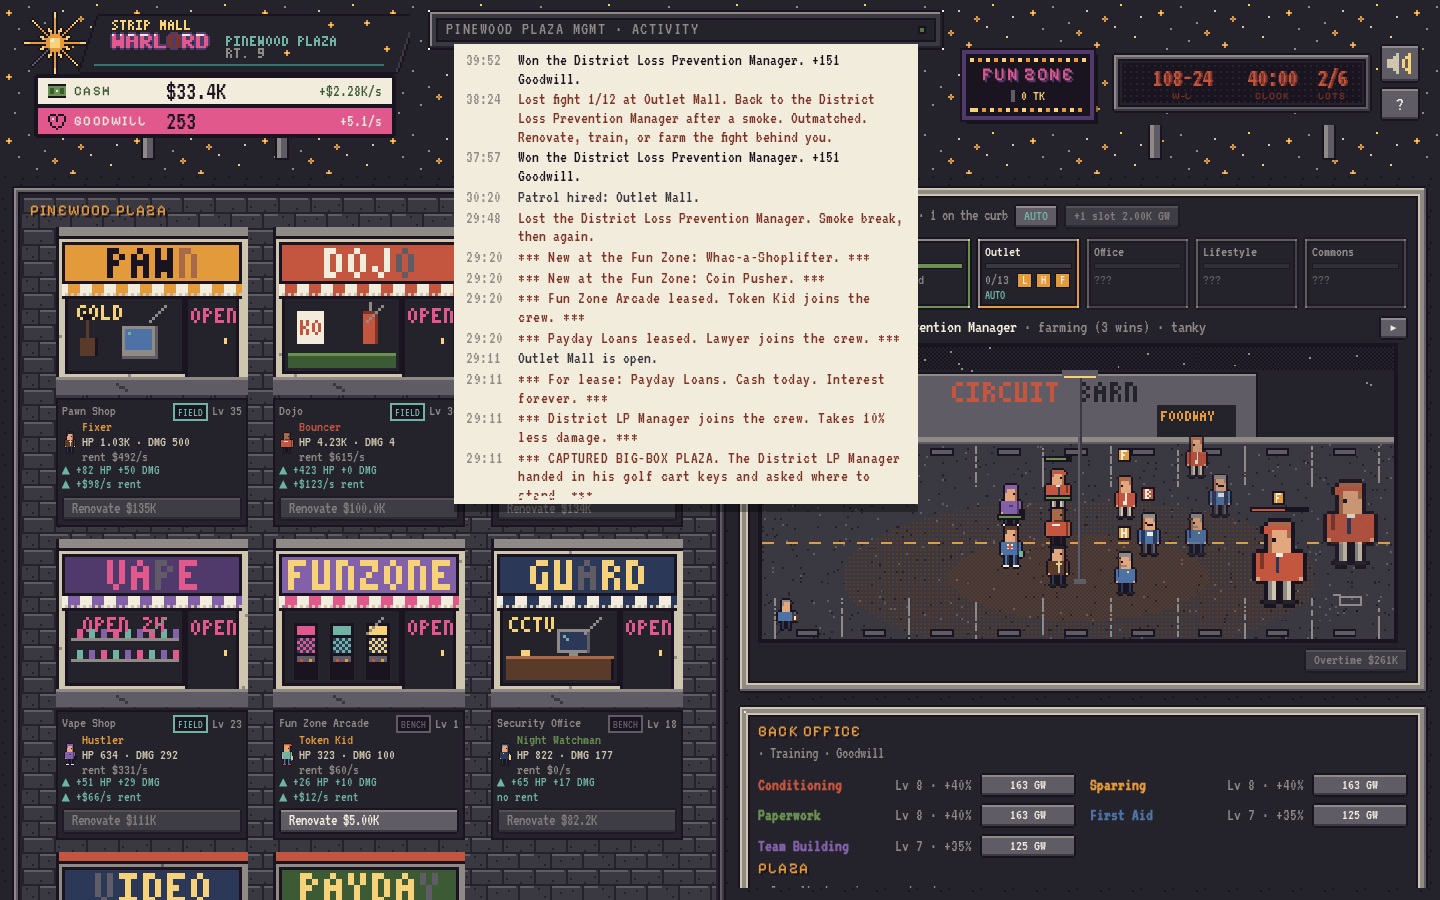 STRIP MALL
WARLORD
PINEWOOD PLAZA
RT. 9
CASH
$33.4K
+$2.28K/s
GOODWILL
253
+5.1/s
PINEWOOD PLAZA MGMT · ACTIVITY
39:52 Won the District Loss Prevention Manager. +151
Goodwill.
38:24 Lost fight 1/12 at Outlet Mall. Back to the District
Loss Prevention Manager after a smoke. Outmatched.
Renovate, train, or farm the fight behind you.
37:57 Won the District Loss Prevention Manager. +151
Goodwill.
30:20 Patrol hired: Outlet Mall.
29:48 Lost the District Loss Prevention Manager. Smoke break,
then again.
29:20 *** New at the Fun Zone: Whac-a-Shoplifter. ***
29:20 *** New at the Fun Zone: Coin Pusher. ***
29:20 *** Fun Zone Arcade leased. Token Kid joins the
crew. ***
29:20 *** Payday Loans leased. Lawyer joins the crew. ***
29:11 Outlet Mall is open.
29:11 *** For lease: Payday Loans. Cash today. Interest
forever. ***
29:11 *** District LP Manager joins the crew. Takes 10%
less damage. ***
29:11 *** CAPTURED BIG-BOX PLAZA. The District LP Manager
handed in his golf cart keys and asked where to
stand. ***
FUN ZONE
0 TK
108-24 40:00 2/6
W-L CLOCK LOTS
?
PINEWOOD PLAZA
PAWN
GOLD
OPEN
Pawn Shop FIELD Lv 35
Fixer
HP 1.03K · DMG 500
rent $492/s
▲ +82 HP +50 DMG
▲ +$98/s rent
Renovate $135K
DOJO
KO
OPEN
Dojo FIELD Lv 3
Bouncer
HP 4.23K · DMG 4
rent $615/s
▲ +423 HP +0 DMG
▲ +$123/s rent
Renovate $100.0K
Renovate $134K
VAPE
OPEN 24
OPEN
Vape Shop FIELD Lv 23
Hustler
HP 634 · DMG 292
rent $331/s
▲ +51 HP +29 DMG
▲ +$66/s rent
Renovate $111K
FUNZONE
OPEN
Fun Zone Arcade BENCH Lv 1
Token Kid
HP 323 · DMG 100
rent $60/s
▲ +26 HP +10 DMG
▲ +$12/s rent
Renovate $5.00K
GUARD
CCTV
OPEN
Security Office BENCH Lv 18
Night Watchman
HP 822 · DMG 177
rent $0/s
▲ +65 HP +17 DMG
no rent
Renovate $82.2K
VIDEO
PAYDAY
· 1 on the curb AUTO +1 slot 2.00K GW
d
Outlet
0/13 L H F
AUTO
Office
???
Lifestyle
???
Commons
???
ention Manager · farming (3 wins) · tanky
CIRCUIT BARN
FOODWAY
F
B
F
H
Overtime $261K
BACK OFFICE
· Training · Goodwill
Conditioning Lv 8 · +40% 163 GW
Sparring Lv 8 · +40% 163 GW
Paperwork Lv 8 · +40% 163 GW
First Aid Lv 7 · +35% 125 GW
Team Building Lv 7 · +35% 125 GW
PLAZA